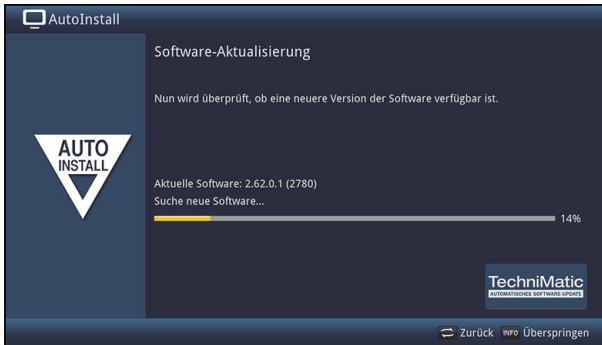 AutoInstall
Software-Aktualisierung
Nun wird überprüft, ob eine neuere Version der Software verfügbar ist.
AUTO
INSTALL
Aktuelle Software: 2.62.0.1 (2780)
Suche neue Software...
14%
TechniMatic
AUTOMATISCHES SOFTWARE-UPDATE
Zurück INFO Überspringen